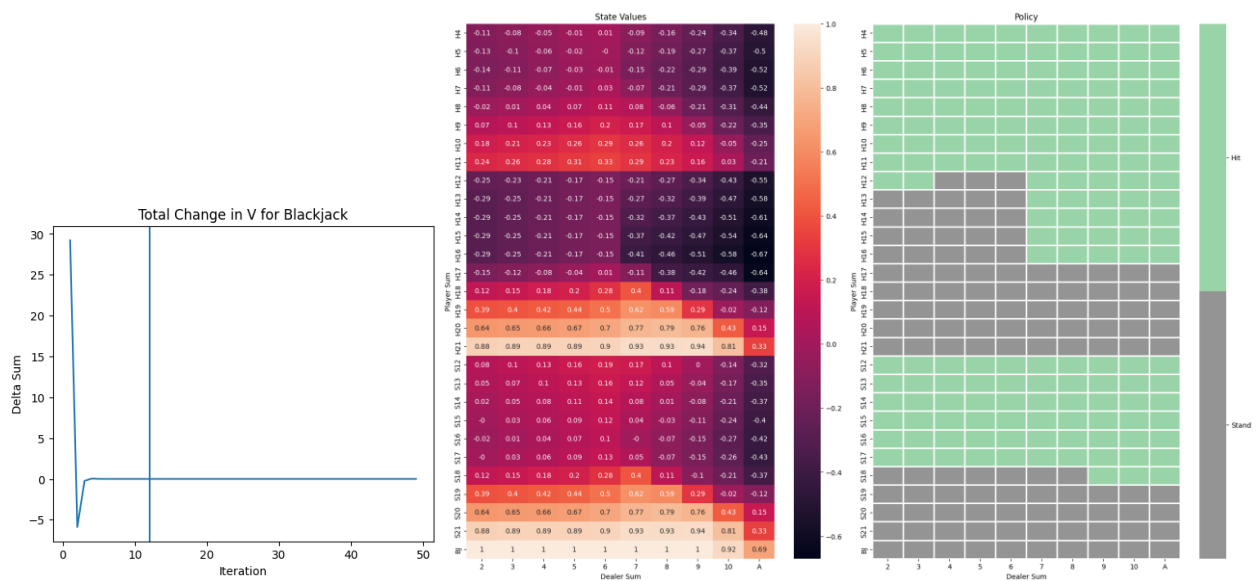 Total Change in V for Blackjack
Delta Sum
30
25
20
15
10
5
0
−5
0 10 20 30 40 50
Iteration
State Values
Player Sum
H4 -0.11 -0.08 -0.05 -0.01 0.01 -0.09 -0.16 -0.24 -0.34 -0.48
H5 -0.13 -0.1 -0.06 -0.02 -0 -0.12 -0.19 -0.27 -0.37 -0.5
H6 -0.14 -0.11 -0.07 -0.03 -0.01 -0.15 -0.22 -0.29 -0.39 -0.52
H7 -0.11 -0.08 -0.04 -0.01 0.03 -0.07 -0.21 -0.29 -0.37 -0.52
H8 -0.02 0.01 0.04 0.07 0.11 0.08 -0.06 -0.21 -0.31 -0.44
H9 0.07 0.1 0.13 0.16 0.2 0.17 0.1 -0.05 -0.22 -0.35
H10 0.18 0.21 0.23 0.26 0.29 0.26 0.2 0.12 -0.05 -0.25
H11 0.24 0.26 0.28 0.31 0.33 0.29 0.23 0.16 0.03 -0.21
H12 -0.25 -0.23 -0.21 -0.17 -0.15 -0.21 -0.27 -0.34 -0.43 -0.55
H13 -0.29 -0.25 -0.21 -0.17 -0.15 -0.27 -0.32 -0.39 -0.47 -0.58
H14 -0.29 -0.25 -0.21 -0.17 -0.15 -0.32 -0.37 -0.43 -0.51 -0.61
H15 -0.29 -0.25 -0.21 -0.17 -0.15 -0.37 -0.42 -0.47 -0.54 -0.64
H16 -0.29 -0.25 -0.21 -0.17 -0.15 -0.41 -0.46 -0.51 -0.58 -0.67
H17 -0.15 -0.12 -0.08 -0.04 0.01 -0.11 -0.38 -0.42 -0.46 -0.64
H18 0.12 0.15 0.18 0.2 0.28 0.4 0.11 -0.18 -0.24 -0.38
H19 0.39 0.4 0.42 0.44 0.5 0.62 0.59 0.29 -0.02 -0.12
H20 0.64 0.65 0.66 0.67 0.7 0.77 0.79 0.76 0.43 0.15
H21 0.88 0.89 0.89 0.89 0.9 0.93 0.93 0.94 0.81 0.33
S12 0.08 0.1 0.13 0.16 0.19 0.17 0.1 0 -0.14 -0.32
S13 0.05 0.07 0.1 0.13 0.16 0.12 0.05 -0.04 -0.17 -0.35
S14 0.02 0.05 0.08 0.11 0.14 0.08 0.01 -0.08 -0.21 -0.37
S15 -0 0.03 0.06 0.09 0.12 0.04 -0.03 -0.11 -0.24 -0.4
S16 -0.02 0.01 0.04 0.07 0.1 -0 -0.07 -0.15 -0.27 -0.42
S17 -0 0.03 0.06 0.09 0.13 0.05 -0.07 -0.15 -0.26 -0.43
S18 0.12 0.15 0.18 0.2 0.28 0.4 0.11 -0.1 -0.21 -0.37
S19 0.39 0.4 0.42 0.44 0.5 0.62 0.59 0.29 -0.02 -0.12
S20 0.64 0.65 0.66 0.67 0.7 0.77 0.79 0.76 0.43 0.15
S21 0.88 0.89 0.89 0.89 0.9 0.93 0.93 0.94 0.81 0.33
BJ 1 1 1 1 1 1 1 1 0.92 0.69
2 3 4 5 6 7 8 9 10 A
Dealer Sum
1.0
0.8
0.6
0.4
0.2
0.0
−0.2
−0.4
−0.6
Policy
Player Sum
H4
H5
H6
H7
H8
H9
H10
H11
H12
H13
H14
H15
H16
H17
H18
H19
H20
H21
S12
S13
S14
S15
S16
S17
S18
S19
S20
S21
BJ
2 3 4 5 6 7 8 9 10 A
Dealer Sum
Hit
Stand